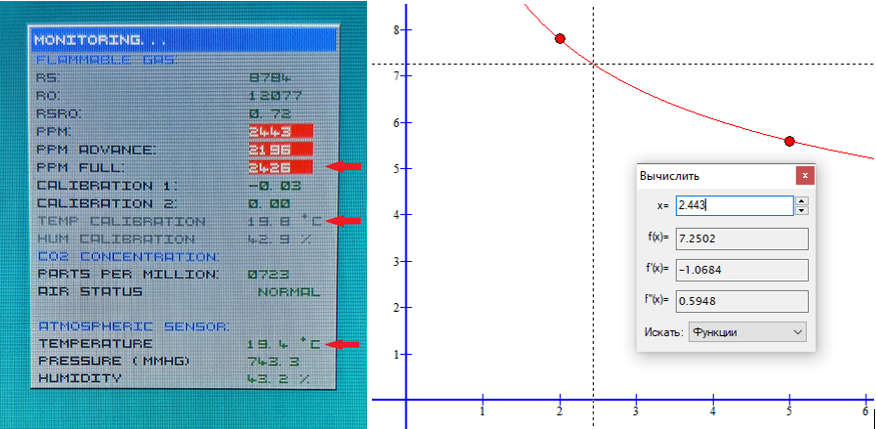 MONITORING...
FLAMMABLE GAS:
RS: 8784
RO: 12077
RSRO: 0.72
PPM: 2443
PPM ADVANCE: 2196
PPM FULL: 2426
CALIBRATION 1: -0.03
CALIBRATION 2: 0.00
TEMP CALIBRATION 19.8 °C
HUM CALIBRATION 42.9 %
CO2 CONCENTRATION:
PARTS PER MILLION: 0723
AIR STATUS NORMAL
ATMOSPHERIC SENSOR:
TEMPERATURE 19.4 °C
PRESSURE (MMHG) 743.3
HUMIDITY 43.2 %
8
7
6
5
4
3
2
1
1 2 3 4 5 6
Вычислить x
x= 2.443
f(x)= 7.2502
f'(x)= -1.0684
f''(x)= 0.5948
Искать: Функции